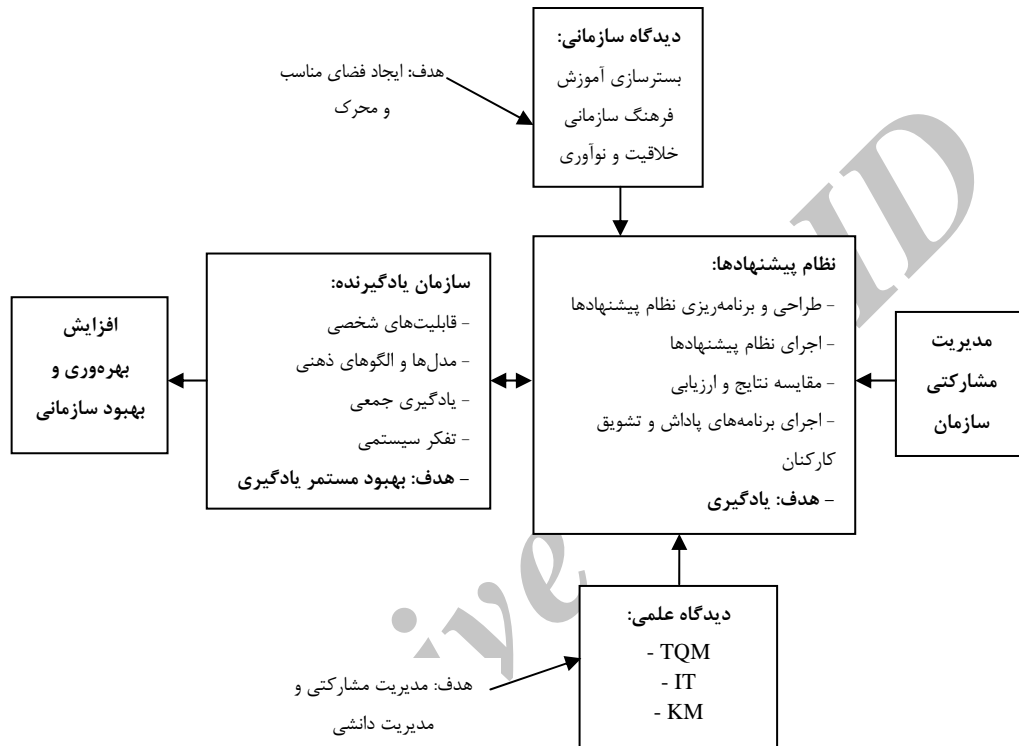 دیدگاه سازمانی:
بسترسازی آموزش
فرهنگ سازمانی
خلاقیت و نوآوری
هدف: ایجاد فضای مناسب
و محرک
نظام پیشنهادها:
- طراحی و برنامه‌ریزی نظام پیشنهادها
- اجرای نظام پیشنهادها
- مقایسه نتایج و ارزیابی
- اجرای برنامه‌های پاداش و تشویق
کارکنان
- هدف: یادگیری
مدیریت
مشارکتی
سازمان
سازمان یادگیرنده:
- قابلیت‌های شخصی
- مدل‌ها و الگوهای ذهنی
- یادگیری جمعی
- تفکر سیستمی
- هدف: بهبود مستمر یادگیری
افزایش
بهره‌وری و
بهبود سازمانی
دیدگاه علمی:
- TQM
- IT
- KM
هدف: مدیریت مشارکتی و
مدیریت دانشی
ive
ID